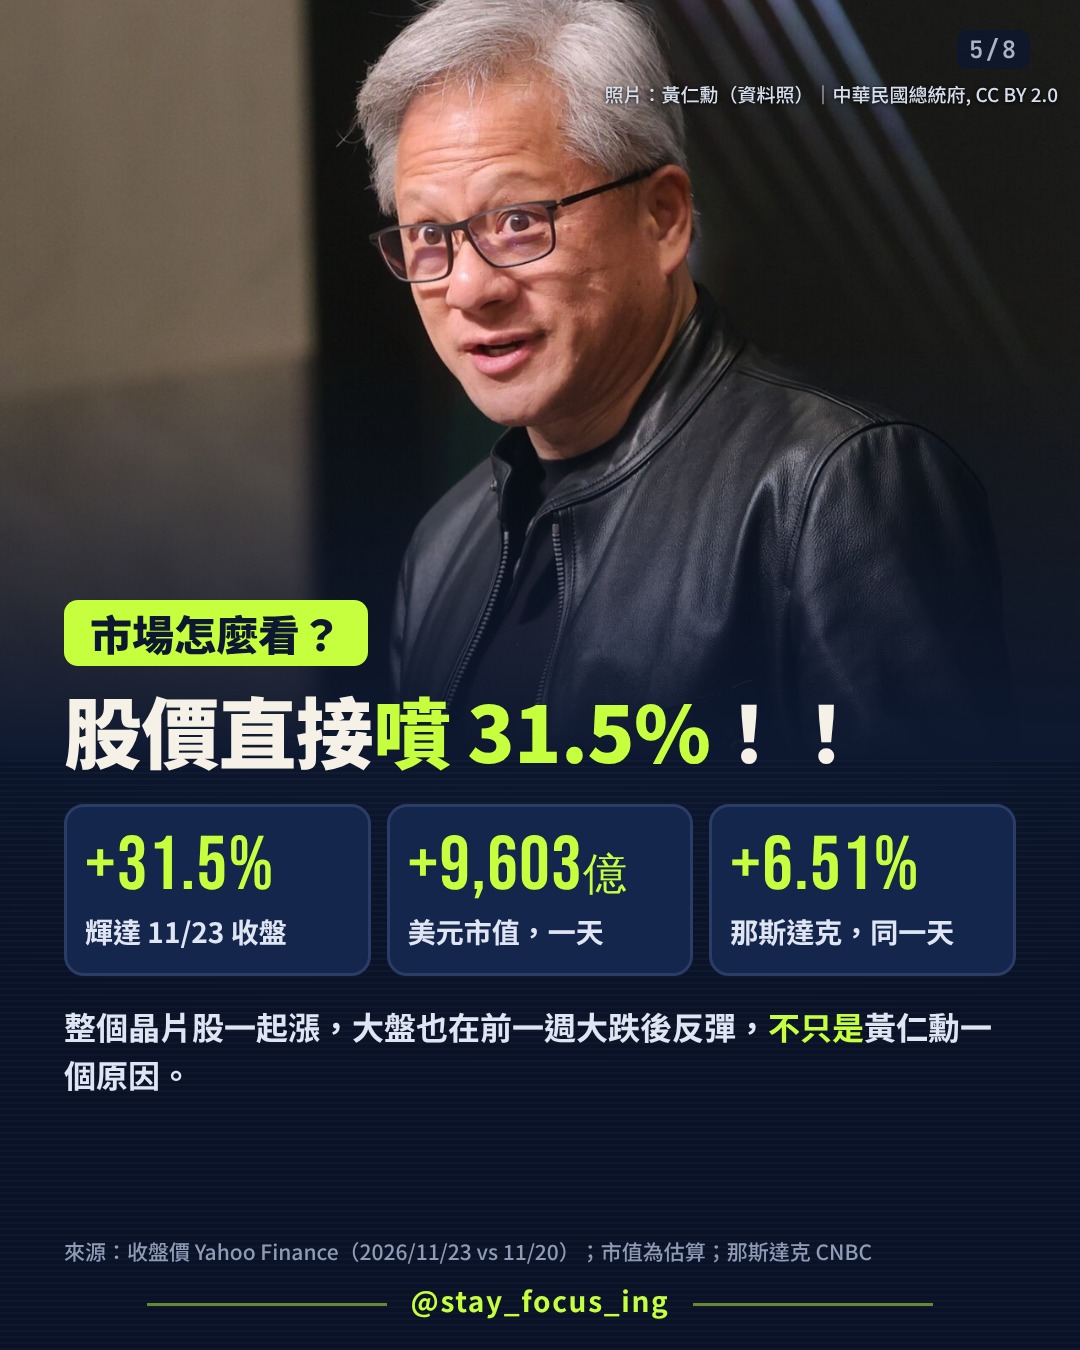 5/8
照片：黃仁勳（資料照）｜中華民國總統府, CC BY 2.0
市場怎麼看？
股價直接噴 31.5%！！
+31.5%
輝達 11/23 收盤
+9,603億
美元市值，一天
+6.51%
那斯達克，同一天
整個晶片股一起漲，大盤也在前一週大跌後反彈，不只是黃仁勳一
個原因。
來源：收盤價 Yahoo Finance（2026/11/23 vs 11/20）；市值為估算；那斯達克 CNBC
@stay_focus_ing